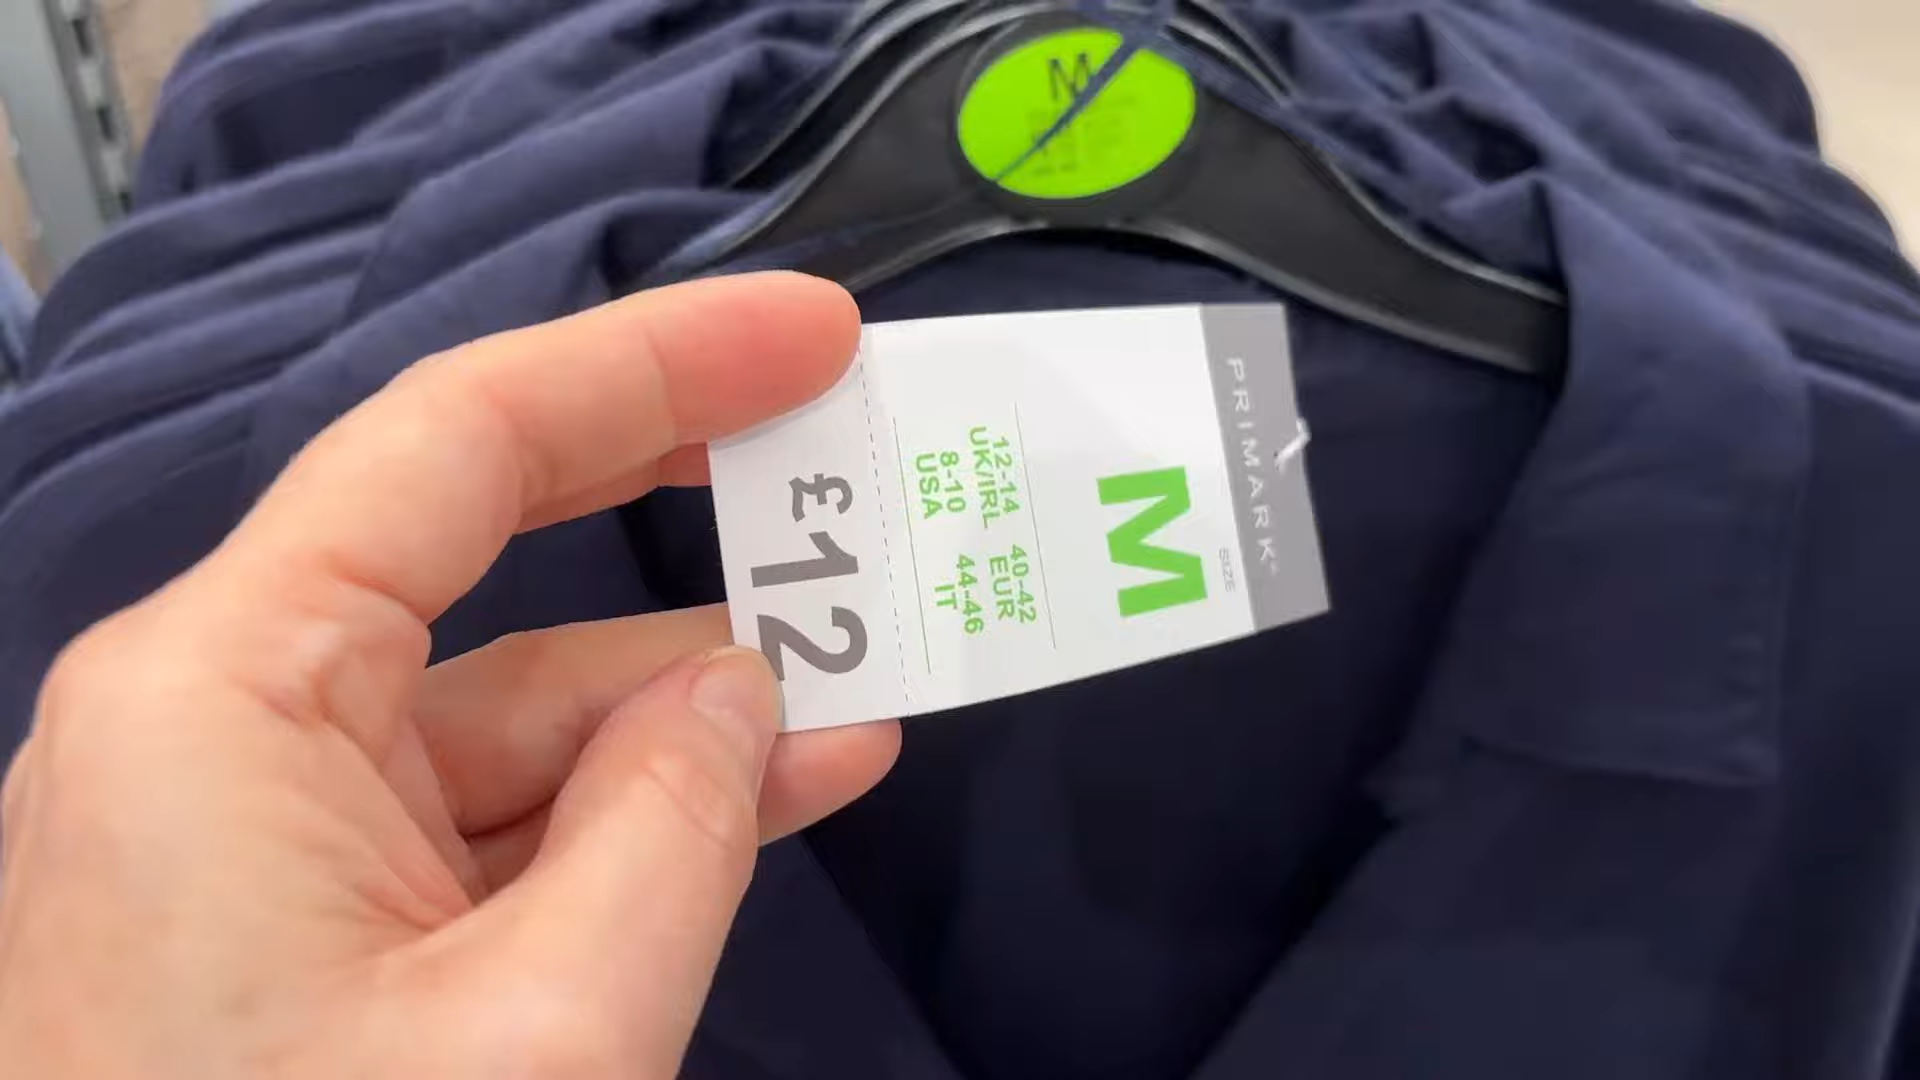 M
PRIMARK®
SIZE
M
12-14 40-42
UK/IRL EUR
8-10 44-46
USA IT
£12